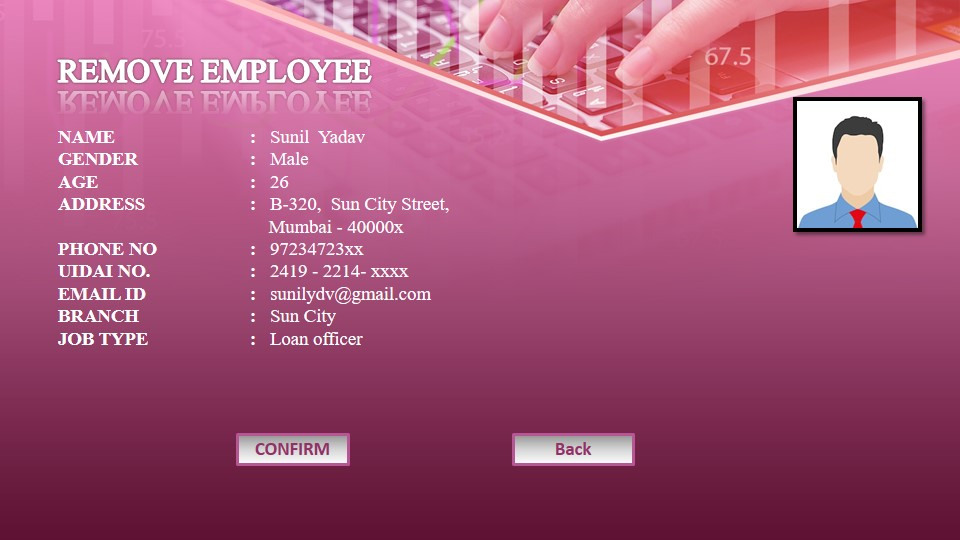 75.5
67.5
REMOVE EMPLOYEE
NAME : Sunil Yadav
GENDER : Male
AGE : 26
ADDRESS : B-320, Sun City Street,
Mumbai - 40000x
PHONE NO : 97234723xx
UIDAI NO. : 2419 - 2214- xxxx
EMAIL ID : sunilydv@gmail.com
BRANCH : Sun City
JOB TYPE : Loan officer
CONFIRM
Back